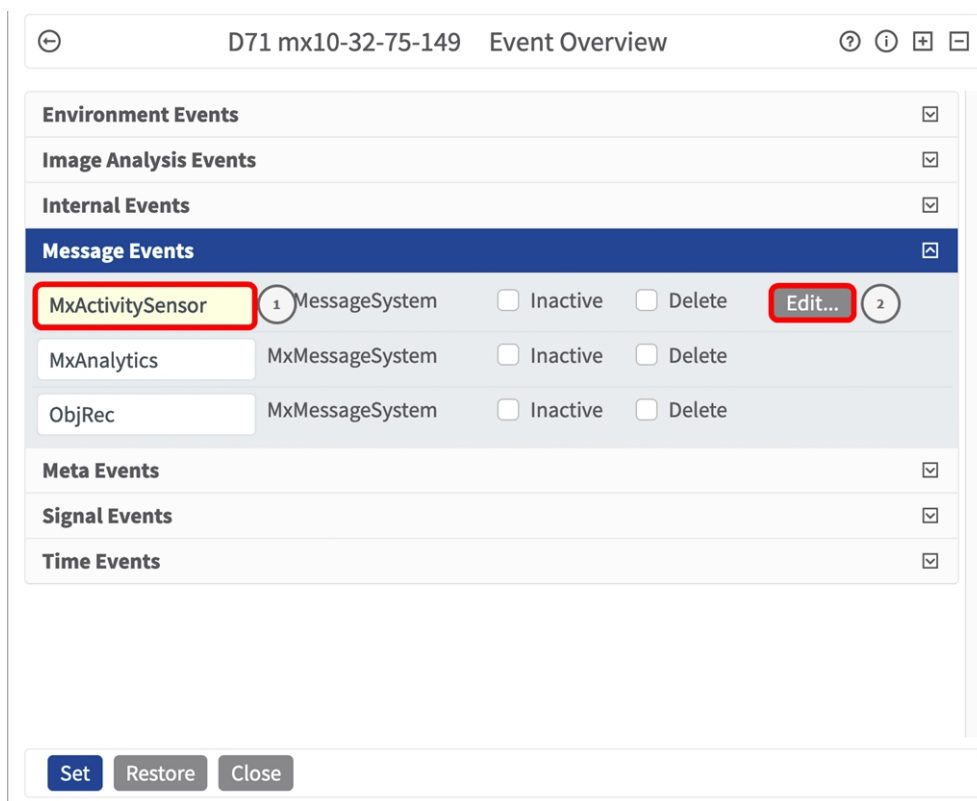 D71 mx10-32-75-149 Event Overview
Environment Events
Image Analysis Events
Internal Events
Message Events
MxActivitySensor 1 MessageSystem Inactive Delete Edit... 2
MxAnalytics MxMessageSystem Inactive Delete
ObjRec MxMessageSystem Inactive Delete
Meta Events
Signal Events
Time Events
Set Restore Close